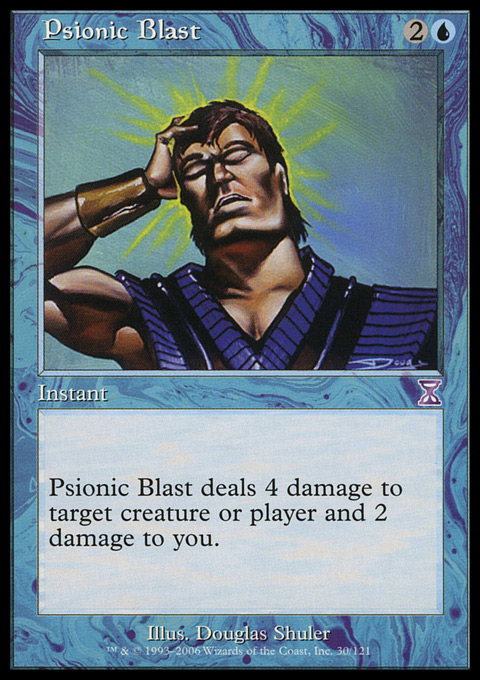 Psionic Blast 2
Instant
Psionic Blast deals 4 damage to
target creature or player and 2
damage to you.
Illus. Douglas Shuler
™ & © 1993-2006 Wizards of the Coast, Inc. 30/121